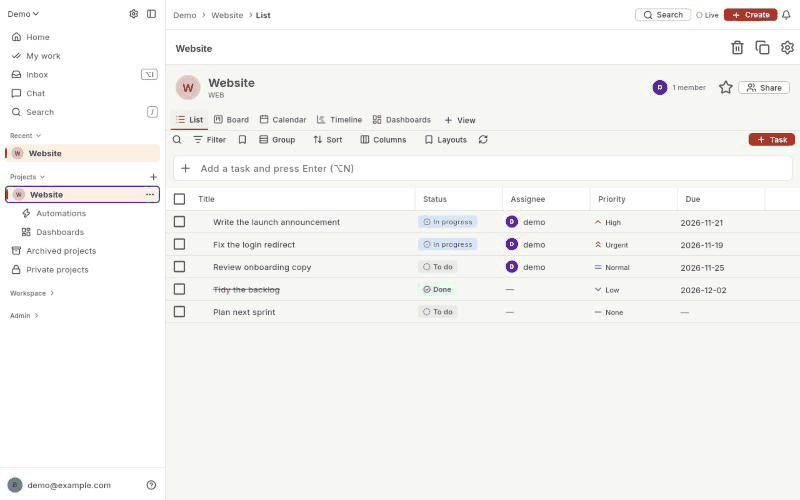 Demo
Home
My work
Inbox
⌥I
Chat
Search
/
Recent
W Website
Projects
W Website
Automations
Dashboards
Archived projects
Private projects
Workspace
Admin
demo@example.com
Demo > Website > List
Search
Live
+ Create
Website
W
Website
WEB
D 1 member
Share
List
Board
Calendar
Timeline
Dashboards
+ View
Filter
Group
Sort
Columns
Layouts
+ Task
+ Add a task and press Enter (⌥N)
Title Status Assignee Priority Due
Write the launch announcement In progress D demo High 2026-11-21
Fix the login redirect In progress D demo Urgent 2026-11-19
Review onboarding copy To do D demo Normal 2026-11-25
Tidy the backlog Done — Low 2026-12-02
Plan next sprint To do — None —